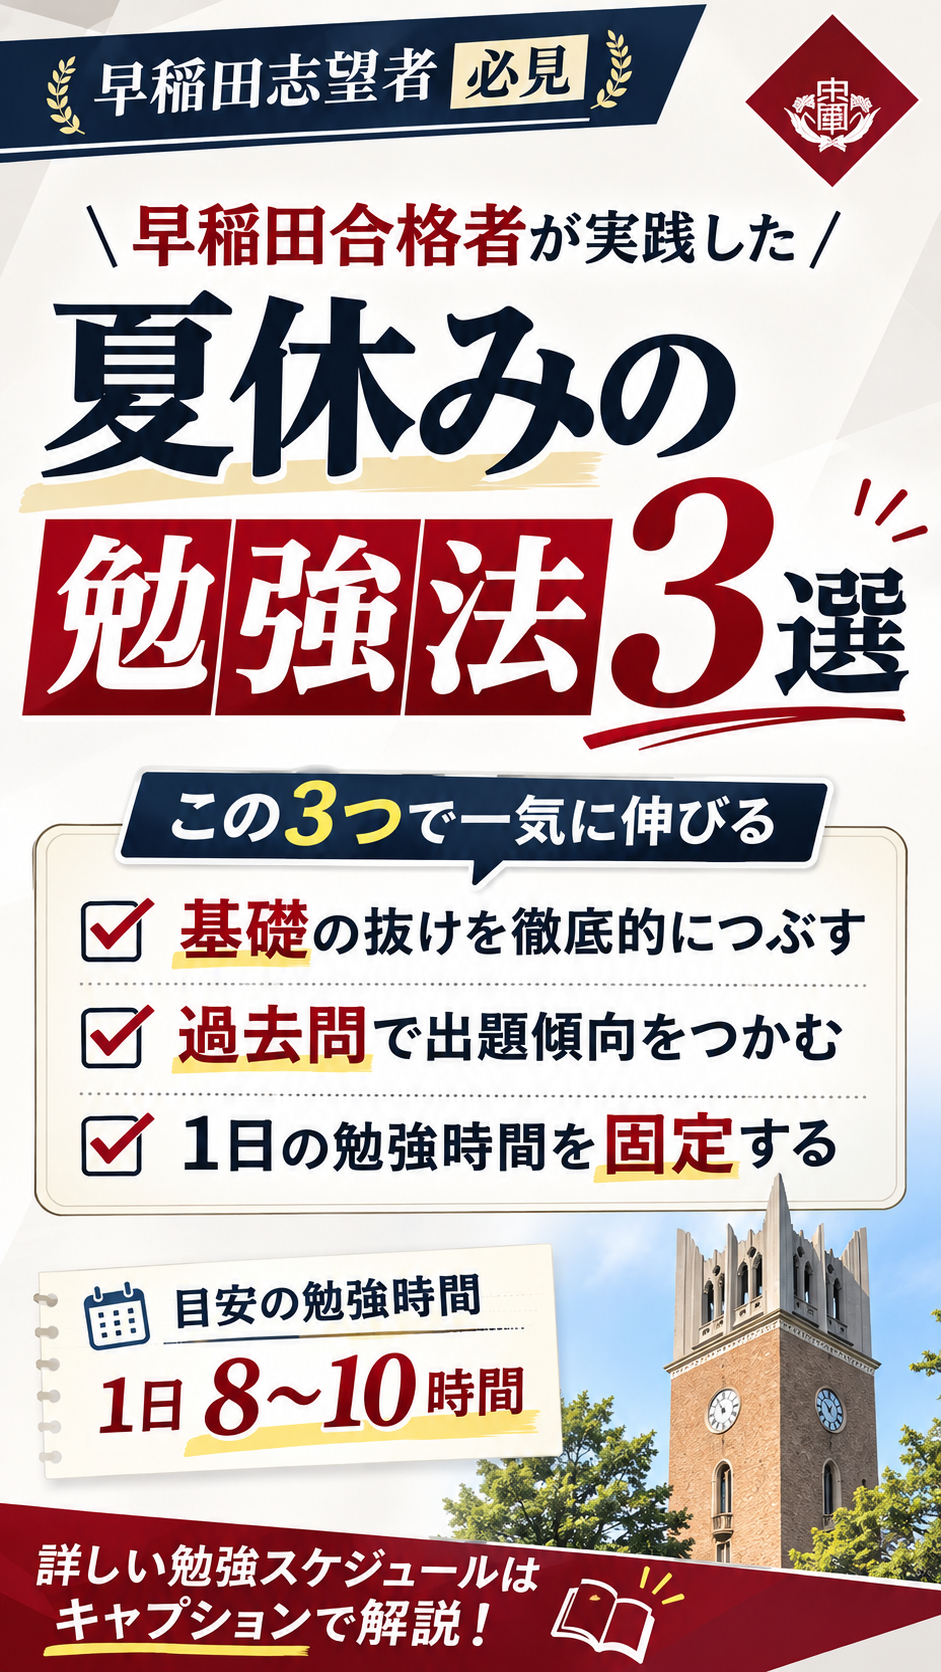 早稲田志望者 必見
早稲田合格者が実践した
夏休みの
勉強法3選
この3つで一気に伸びる
基礎の抜けを徹底的につぶす
過去問で出題傾向をつかむ
1日の勉強時間を固定する
目安の勉強時間
1日 8〜10時間
詳しい勉強スケジュールは
キャプションで解説！